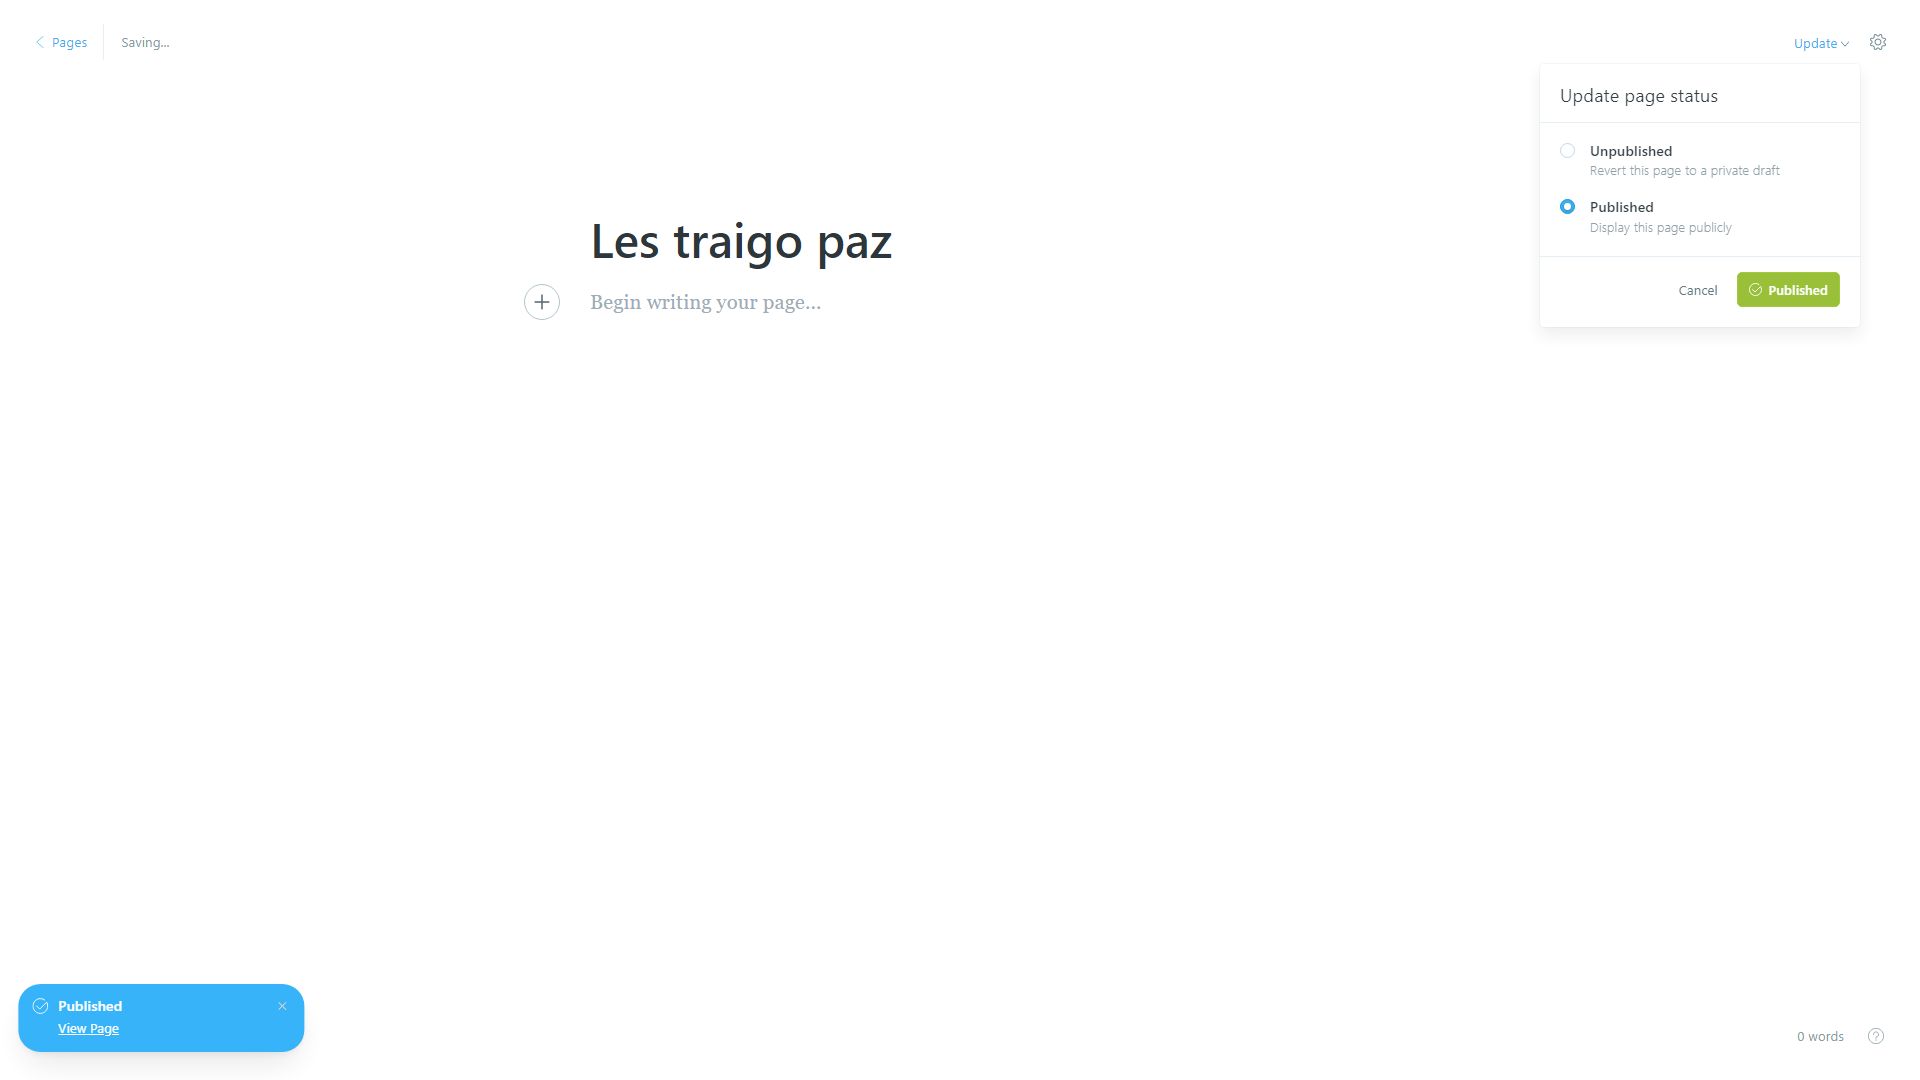 Pages
Saving...
Update
Update page status
Unpublished
Revert this page to a private draft
Published
Display this page publicly
Cancel
Published
Les traigo paz
Begin writing your page...
Published
View Page
0 words
?